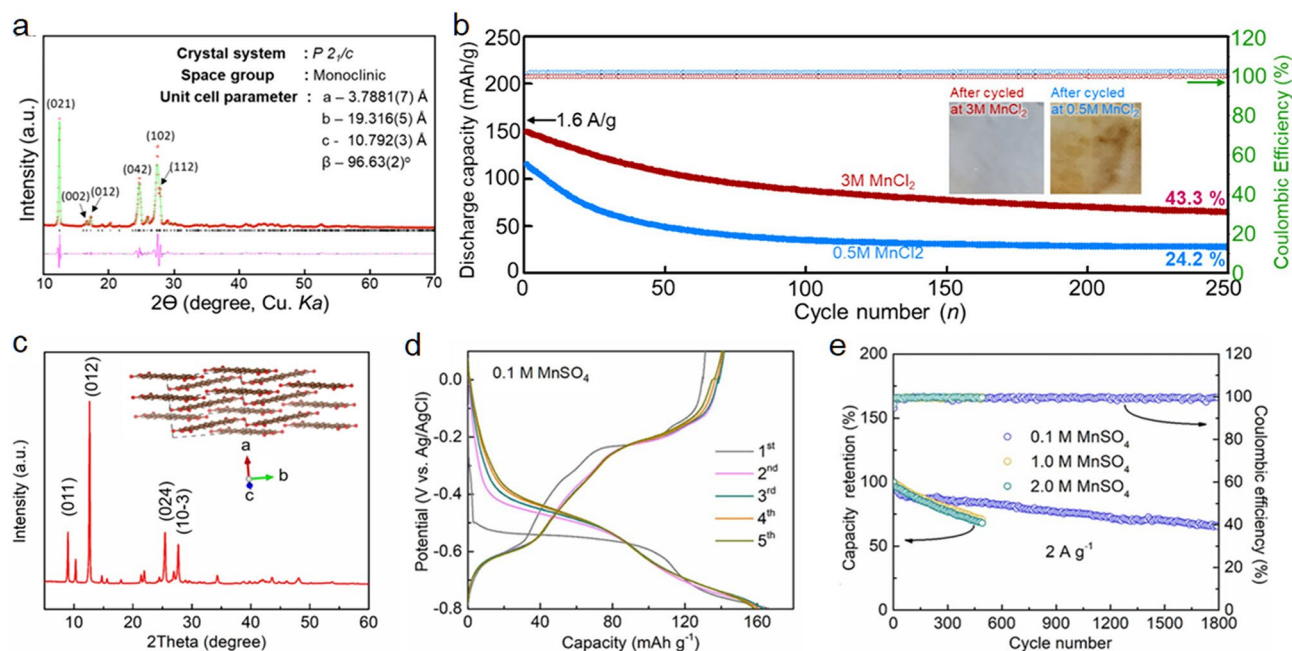 a
Crystal system : P 2₁/c
Space group : Monoclinic
Unit cell parameter : a – 3.7881(7) Å
b – 19.316(5) Å
c - 10.792(3) Å
β – 96.63(2)°
(021)
(002)
(012)
(042)
(102)
(112)
Intensity (a.u.)
10 20 30 40 50 60 70
2Θ (degree, Cu. Ka)
b
250
200
150
100
50
0
Discharge capacity (mAh/g)
1.6 A/g
After cycled
at 3M MnCl₂
After cycled
at 0.5M MnCl₂
3M MnCl₂
43.3 %
0.5M MnCl2
24.2 %
120
100
80
60
40
20
0
Coulombic Efficiency (%)
0 50 100 150 200 250
Cycle number (n)
c
(011)
(012)
(024)
(10-3)
a
b
c
Intensity (a.u.)
10 20 30 40 50 60
2Theta (degree)
d
0.1 M MnSO₄
0.0
-0.2
-0.4
-0.6
-0.8
Potential (V vs. Ag/AgCl)
1st
2nd
3rd
4th
5th
0 40 80 120 160
Capacity (mAh g⁻¹)
e
200
175
150
125
100
75
50
25
0
Capacity retention (%)
0.1 M MnSO₄
1.0 M MnSO₄
2.0 M MnSO₄
2 A g⁻¹
120
100
80
60
40
20
0
Coulombic efficiency (%)
0 300 600 900 1200 1500 1800
Cycle number